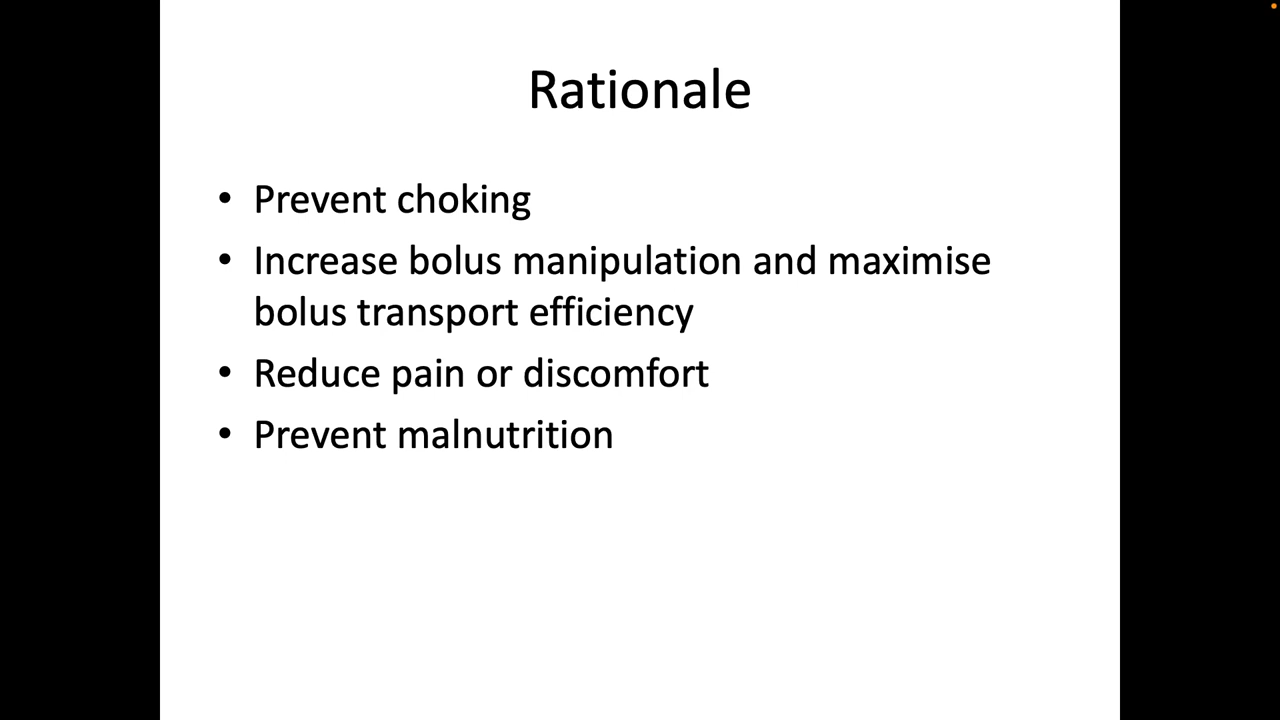 Rationale
• Prevent choking
• Increase bolus manipulation and maximise
bolus transport efficiency
• Reduce pain or discomfort
• Prevent malnutrition